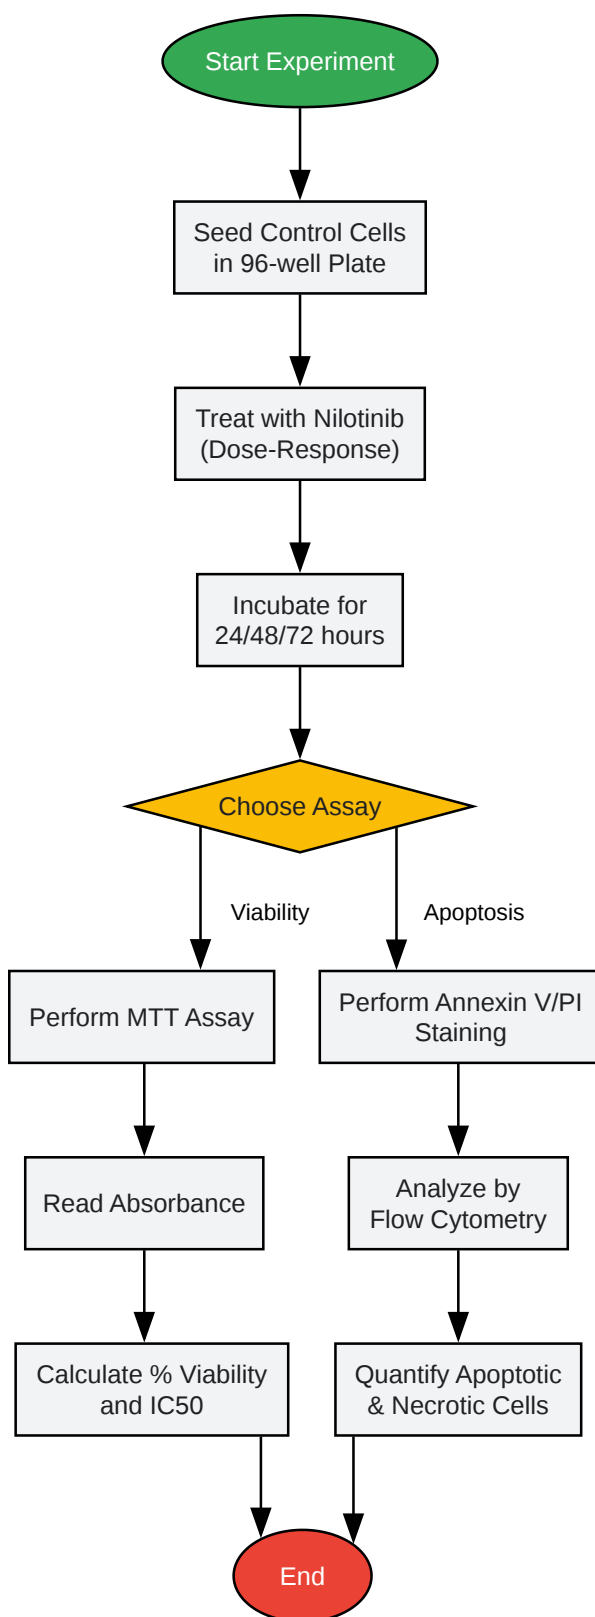 Start Experiment
Seed Control Cells
in 96-well Plate
Treat with Nilotinib
(Dose-Response)
Incubate for
24/48/72 hours
Choose Assay
Viability
Apoptosis
Perform MTT Assay
Perform Annexin V/PI
Staining
Read Absorbance
Analyze by
Flow Cytometry
Calculate % Viability
and IC50
Quantify Apoptotic
& Necrotic Cells
End